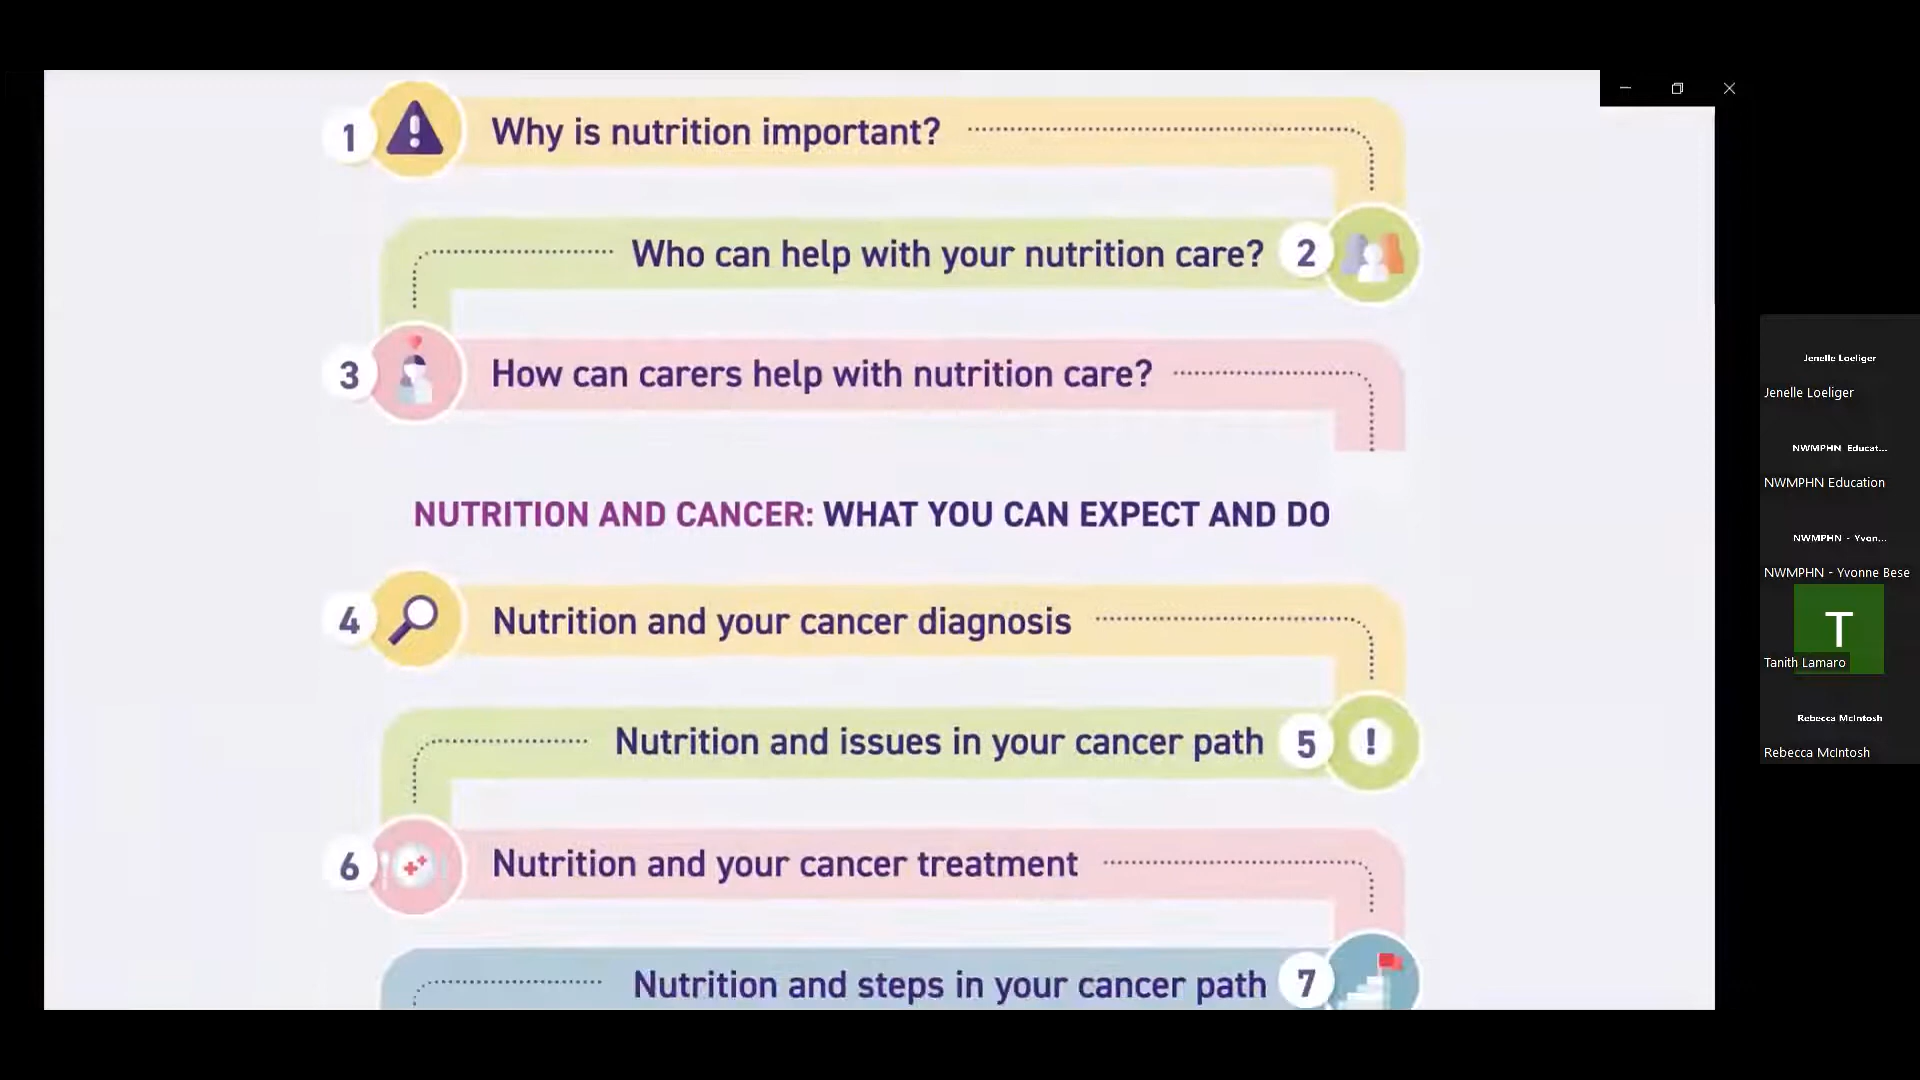 1 Why is nutrition important?
Who can help with your nutrition care? 2
3 How can carers help with nutrition care?
NUTRITION AND CANCER: WHAT YOU CAN EXPECT AND DO
4 Nutrition and your cancer diagnosis
Nutrition and issues in your cancer path 5 !
6 Nutrition and your cancer treatment
Nutrition and steps in your cancer path 7
Jenelle Loeliger
Jenelle Loeliger
NWMPHN Educat...
NWMPHN Education
NWMPHN - Yvon...
NWMPHN - Yvonne Bese
T
Tanith Lamaro
Rebecca McIntosh
Rebecca McIntosh